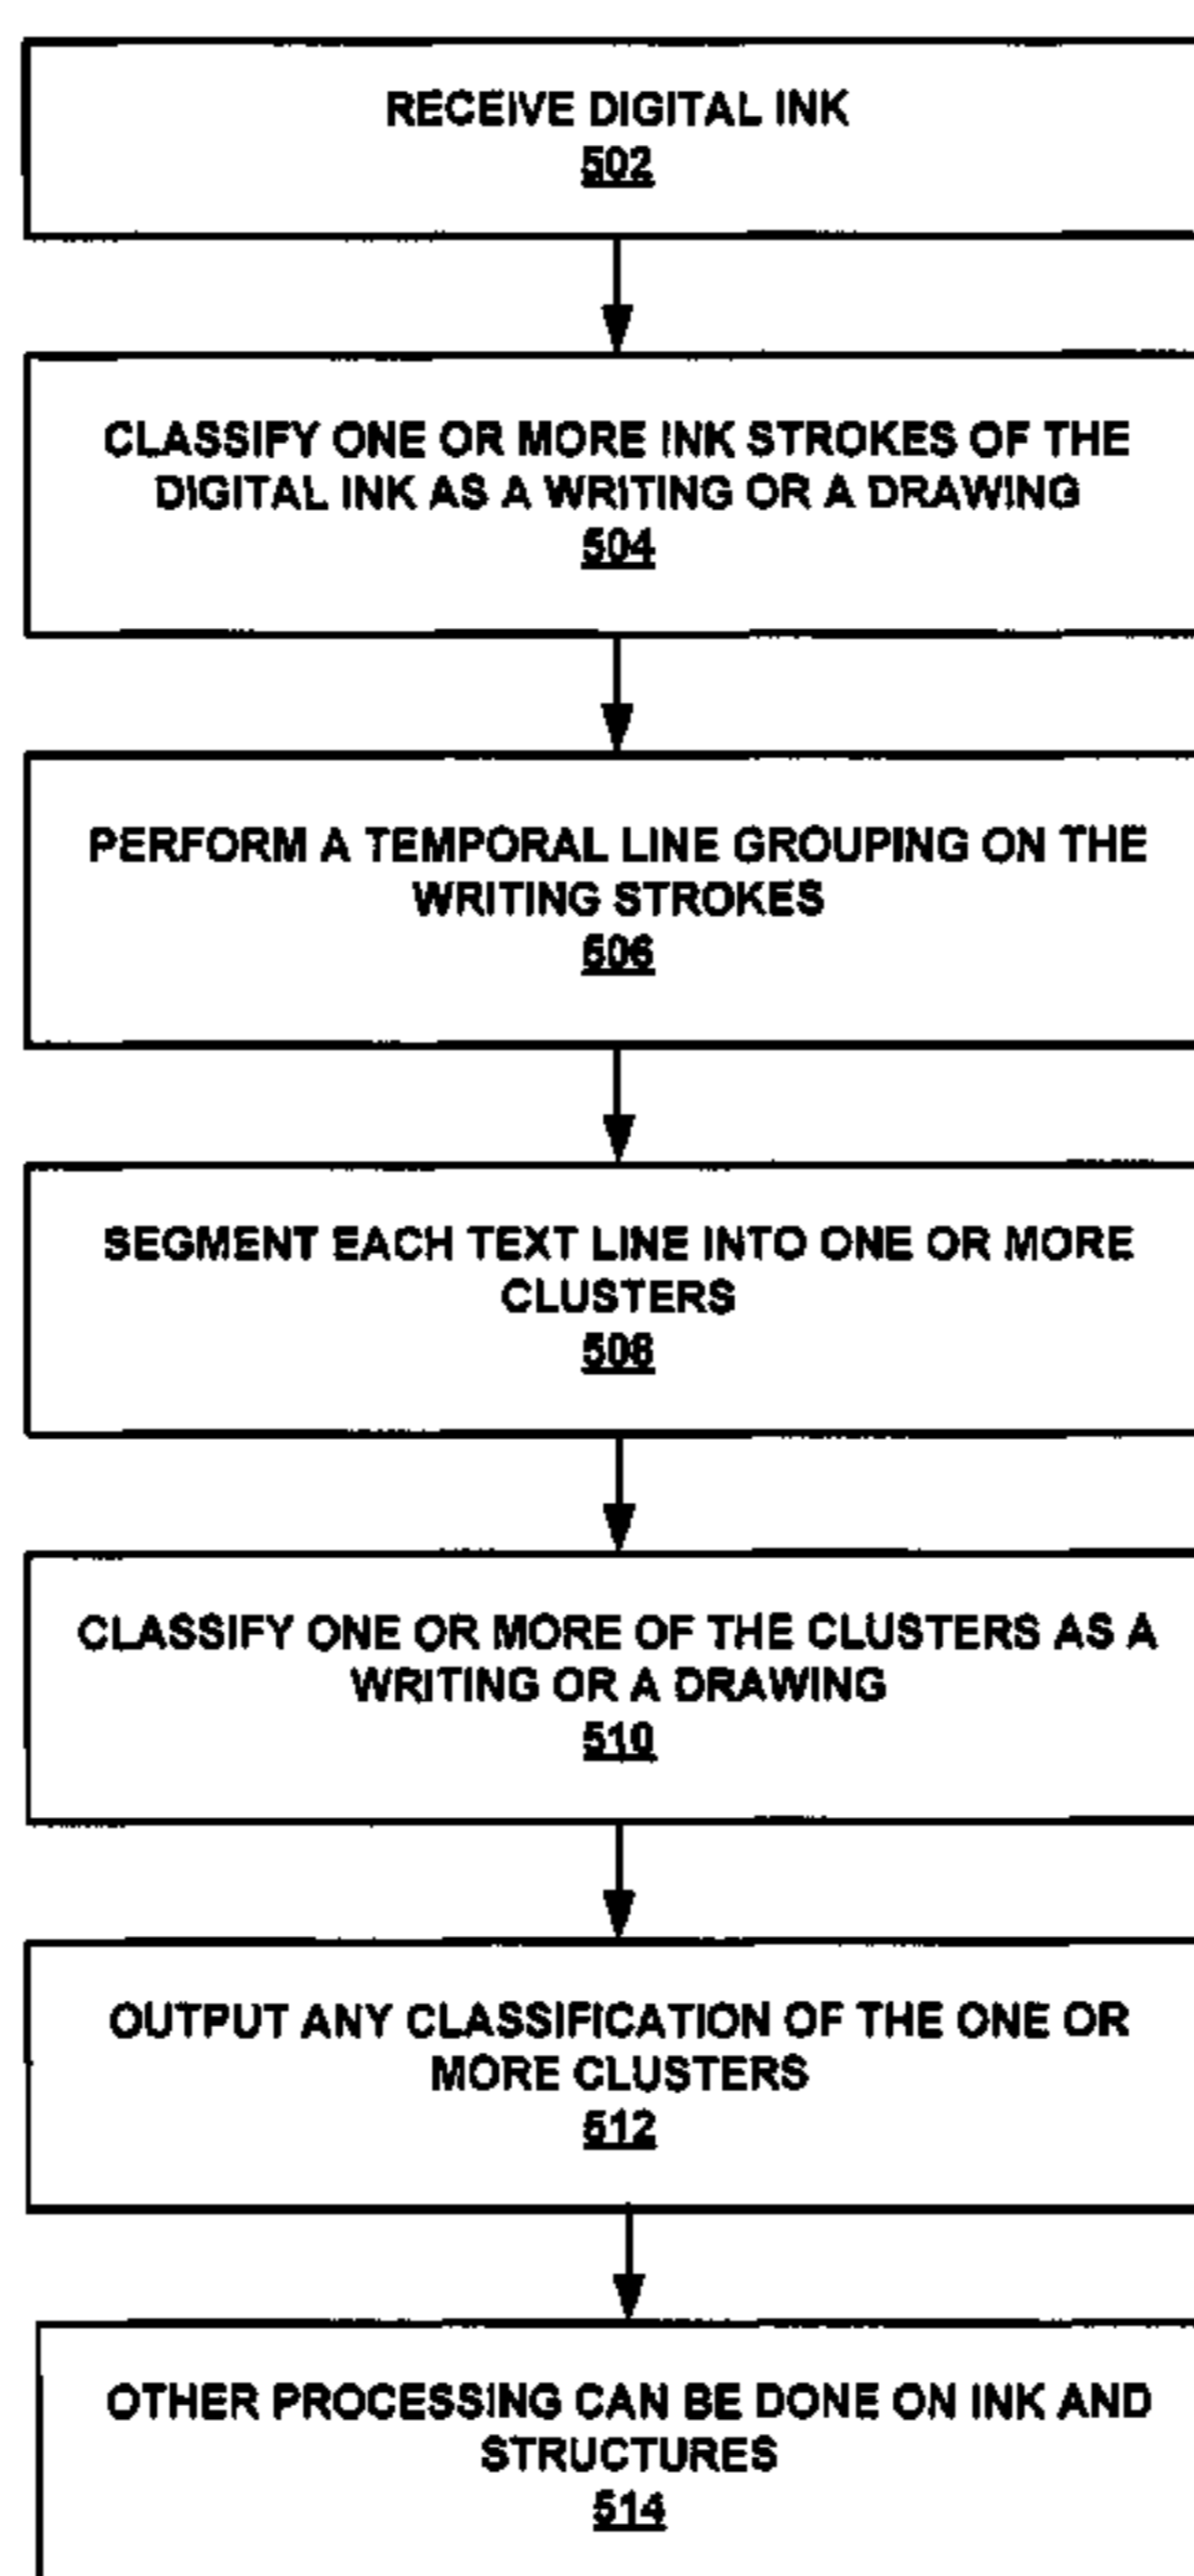 RECEIVE DIGITAL INK
502
CLASSIFY ONE OR MORE INK STROKES OF THE
DIGITAL INK AS A WRITING OR A DRAWING
504
PERFORM A TEMPORAL LINE GROUPING ON THE
WRITING STROKES
506
SEGMENT EACH TEXT LINE INTO ONE OR MORE
CLUSTERS
508
CLASSIFY ONE OR MORE OF THE CLUSTERS AS A
WRITING OR A DRAWING
510
OUTPUT ANY CLASSIFICATION OF THE ONE OR
MORE CLUSTERS
512
OTHER PROCESSING CAN BE DONE ON INK AND
STRUCTURES
514